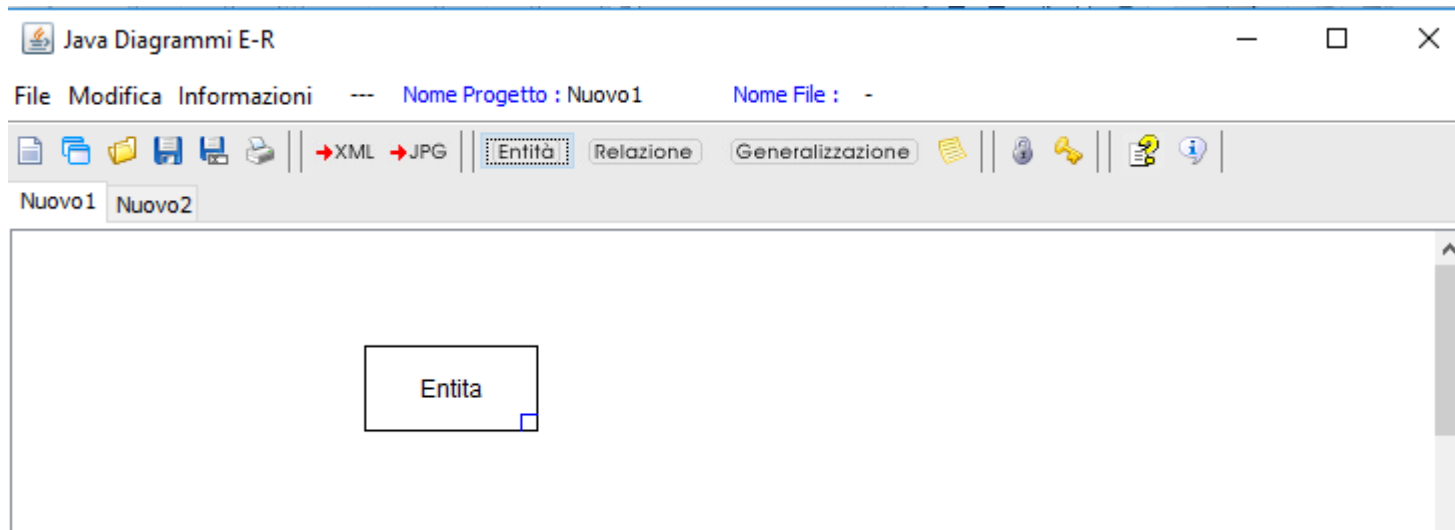 Java Diagrammi E-R
File Modifica Informazioni --- Nome Progetto : Nuovo1 Nome File : -
XML JPG Entità Relazione Generalizzazione
Nuovo1 Nuovo2
Entita